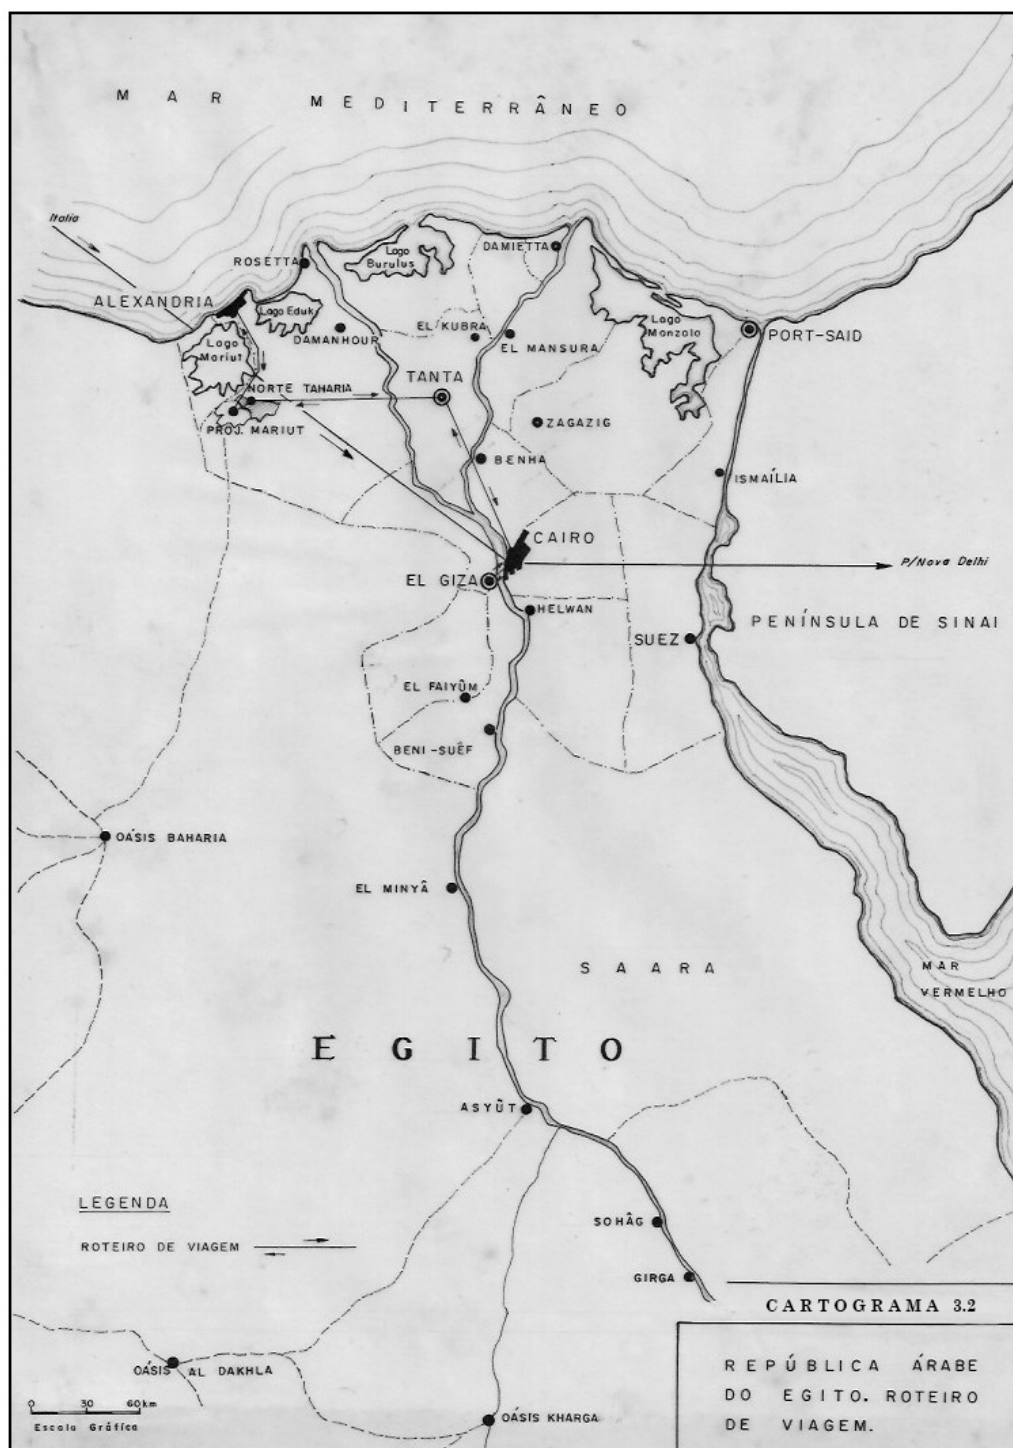 MAR MEDITERRÂNEO
Italia
ROSETTA
Lago
Burulus
DAMIETTA
ALEXANDRIA
Lago Eduk
DAMANHOUR
EL KUBRA
EL MANSURA
Lago
Manzala
PORT-SAID
Lago
Mariut
TANTA
NORTE TAHARIA
PROJ. MARIUT
ZAGAZIG
BENHA
ISMAÍLIA
CAIRO
P/Nova Delhi
EL GIZA
HELWAN
PENÍNSULA DE SINAI
SUEZ
EL FAIYÛM
BENI-SUÊF
OÁSIS BAHARIA
EL MINYÂ
SAARA
MAR
VERMELHO
EGITO
ASYÛT
LEGENDA
ROTEIRO DE VIAGEM
SOHÂG
GIRGA
CARTOGRAMA 3.2
REPÚBLICA ÁRABE
DO EGITO. ROTEIRO
DE VIAGEM.
OÁSIS AL DAKHLA
0 30 60km
Escala Gráfica
OÁSIS KHARGA